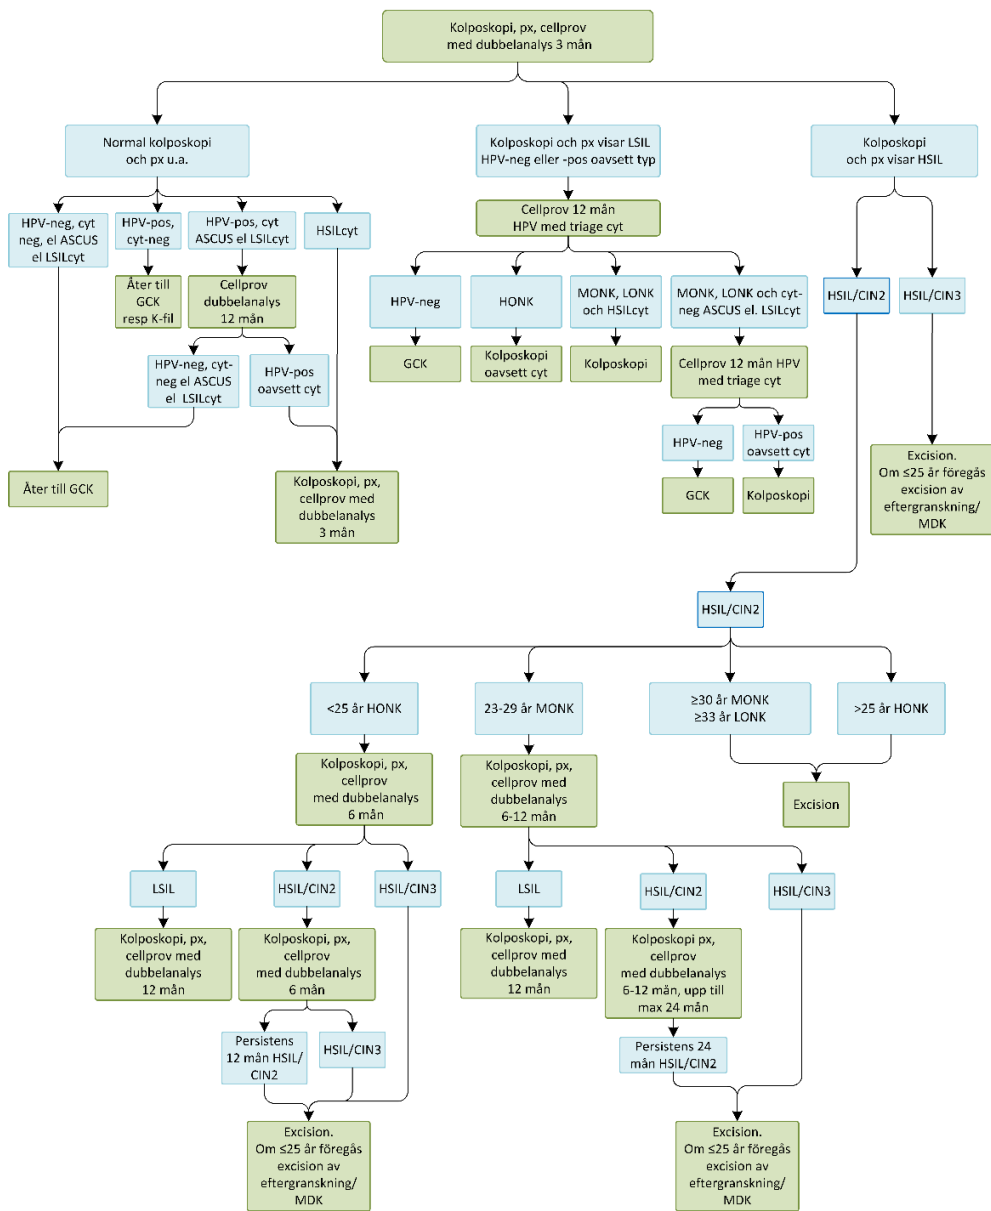 Kolposkopi, px, cellprov
med dubbelanalys 3 mån
Normal kolposkopi
och px u.a.
Kolposkopi och px visar LSIL
HPV-neg eller -pos oavsett typ
Kolposkopi
och px visar HSIL
HPV-neg, cyt
neg, el ASCUS
el LSILcyt
HPV-pos,
cyt-neg
HPV-pos, cyt
ASCUS el LSILcyt
HSILcyt
Cellprov 12 mån
HPV med triage cyt
Åter till
GCK
resp K-fil
Cellprov
dubbelanalys
12 mån
HPV-neg
HONK
MONK, LONK
och HSILcyt
MONK, LONK och cyt-
neg ASCUS el. LSILcyt
HSIL/CIN2
HSIL/CIN3
HPV-neg, cyt-
neg el ASCUS
el  LSILcyt
HPV-pos
oavsett cyt
GCK
Kolposkopi
oavsett cyt
Kolposkopi
Cellprov 12 mån HPV
med triage cyt
HPV-neg
HPV-pos
oavsett cyt
Åter till GCK
Kolposkopi, px,
cellprov med
dubbelanalys
3 mån
GCK
Kolposkopi
Excision.
Om ≤25 år föregås
excision av
eftergranskning/
MDK
HSIL/CIN2
<25 år HONK
23-29 år MONK
≥30 år MONK
≥33 år LONK
>25 år HONK
Kolposkopi, px,
cellprov
med dubbelanalys
6 mån
Kolposkopi, px,
cellprov med
dubbelanalys
6-12 mån
Excision
LSIL
HSIL/CIN2
HSIL/CIN3
LSIL
HSIL/CIN2
HSIL/CIN3
Kolposkopi, px,
cellprov med
dubbelanalys
12 mån
Kolposkopi, px,
cellprov
med dubbelanalys
6 mån
Kolposkopi, px,
cellprov med
dubbelanalys
12 mån
Kolposkopi px,
cellprov
med dubbelanalys
6-12 män, upp till
max 24 mån
Persistens
12 mån HSIL/
CIN2
HSIL/CIN3
Persistens 24
mån HSIL/CIN2
Excision.
Om ≤25 år föregås
excision av
eftergranskning/
MDK
Excision.
Om ≤25 år föregås
excision av
eftergranskning/
MDK